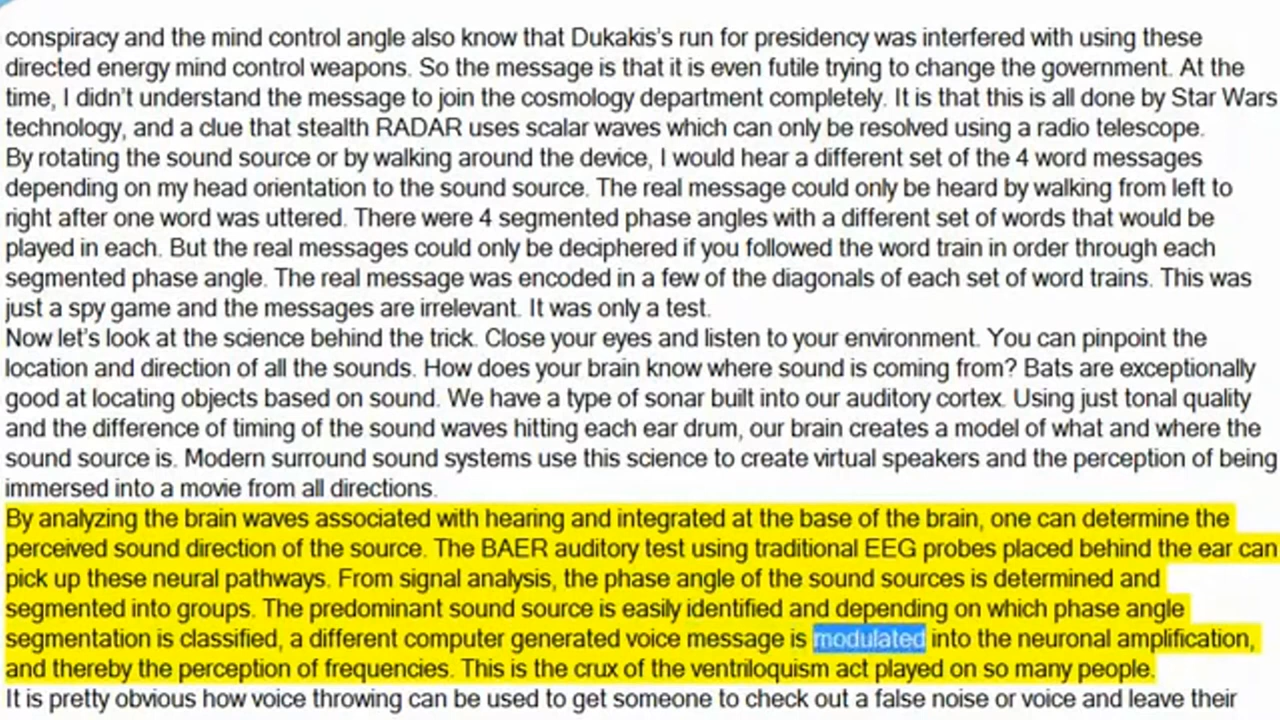 conspiracy and the mind control angle also know that Dukakis's run for presidency was interfered with using these
directed energy mind control weapons. So the message is that it is even futile trying to change the government. At the
time, I didn't understand the message to join the cosmology department completely. It is that this is all done by Star Wars
technology, and a clue that stealth RADAR uses scalar waves which can only be resolved using a radio telescope.
By rotating the sound source or by walking around the device, I would hear a different set of the 4 word messages
depending on my head orientation to the sound source. The real message could only be heard by walking from left to
right after one word was uttered. There were 4 segmented phase angles with a different set of words that would be
played in each. But the real messages could only be deciphered if you followed the word train in order through each
segmented phase angle. The real message was encoded in a few of the diagonals of each set of word trains. This was
just a spy game and the messages are irrelevant. It was only a test.
Now let's look at the science behind the trick. Close your eyes and listen to your environment. You can pinpoint the
location and direction of all the sounds. How does your brain know where sound is coming from? Bats are exceptionally
good at locating objects based on sound. We have a type of sonar built into our auditory cortex. Using just tonal quality
and the difference of timing of the sound waves hitting each ear drum, our brain creates a model of what and where the
sound source is. Modern surround sound systems use this science to create virtual speakers and the perception of being
immersed into a movie from all directions.
By analyzing the brain waves associated with hearing and integrated at the base of the brain, one can determine the
perceived sound direction of the source. The BAER auditory test using traditional EEG probes placed behind the ear can
pick up these neural pathways. From signal analysis, the phase angle of the sound sources is determined and
segmented into groups. The predominant sound source is easily identified and depending on which phase angle
segmentation is classified, a different computer generated voice message is modulated into the neuronal amplification,
and thereby the perception of frequencies. This is the crux of the ventriloquism act played on so many people.
It is pretty obvious how voice throwing can be used to get someone to check out a false noise or voice and leave their